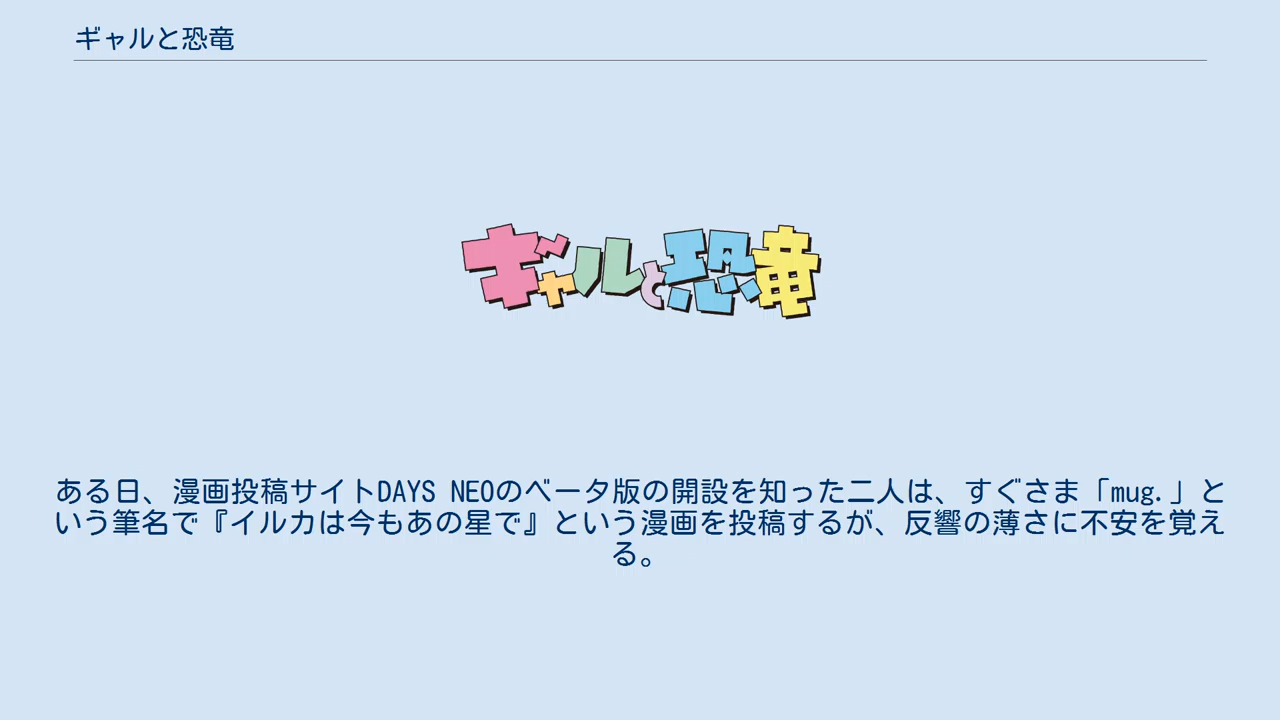 ギャルと恐竜
ギャルと恐竜
ある日、漫画投稿サイトDAYS NEOのベータ版の開設を知った二人は、すぐさま「mug.」と
いう筆名で『イルカは今もあの星で』という漫画を投稿するが、反響の薄さに不安を覚え
る。